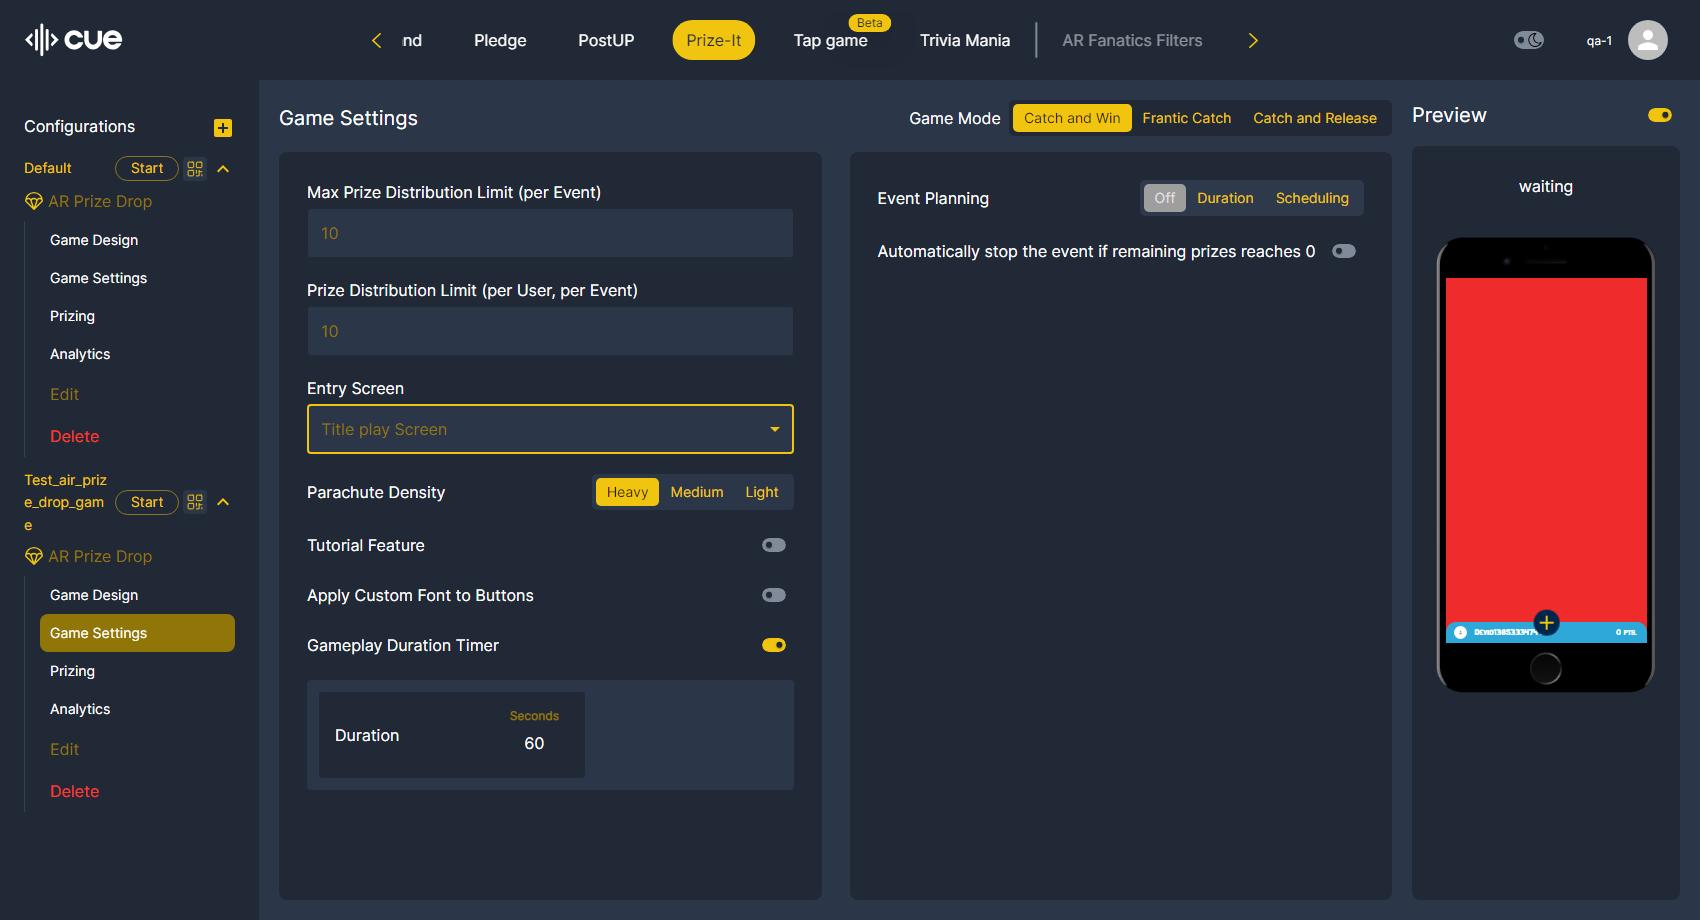 cue
nd
Pledge
PostUP
Prize-It
Beta
Tap game
Trivia Mania
AR Fanatics Filters
qa-1
Configurations
Default
Start
AR Prize Drop
Game Design
Game Settings
Prizing
Analytics
Edit
Delete
Test_air_priz
e_drop_gam
e
Start
AR Prize Drop
Game Design
Game Settings
Prizing
Analytics
Edit
Delete
Game Settings
Game Mode
Catch and Win
Frantic Catch
Catch and Release
Max Prize Distribution Limit (per Event)
10
Prize Distribution Limit (per User, per Event)
10
Entry Screen
Title play Screen
Parachute Density
Heavy
Medium
Light
Tutorial Feature
Apply Custom Font to Buttons
Gameplay Duration Timer
Duration
Seconds
60
Event Planning
Off
Duration
Scheduling
Automatically stop the event if remaining prizes reaches 0
Preview
waiting
0 PTS.